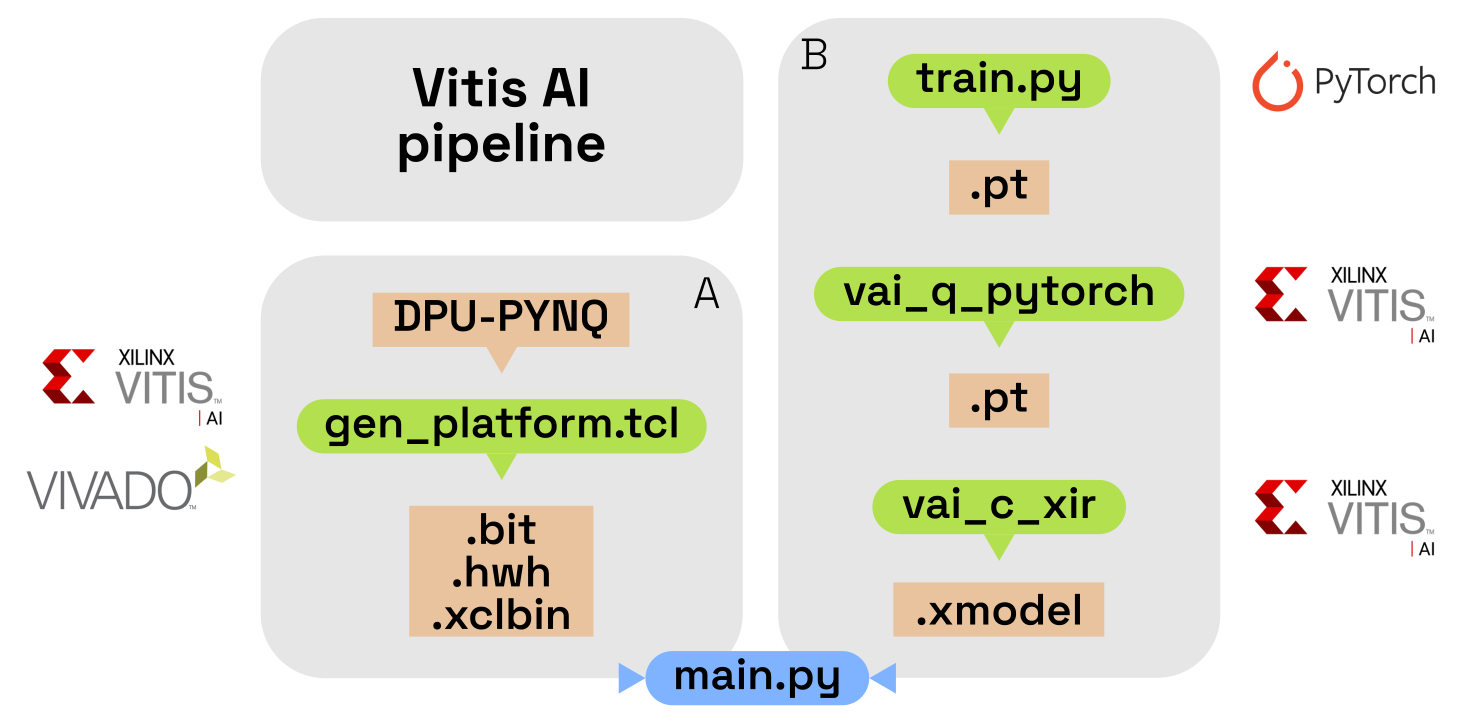 Vitis AI
pipeline
A
DPU-PYNQ
gen_platform.tcl
.bit
.hwh
.xclbin
XILINX
VITIS™
| AI
VIVADO™
B
train.py
.pt
vai_q_pytorch
.pt
vai_c_xir
.xmodel
PyTorch
XILINX
VITIS™
| AI
XILINX
VITIS™
| AI
main.py